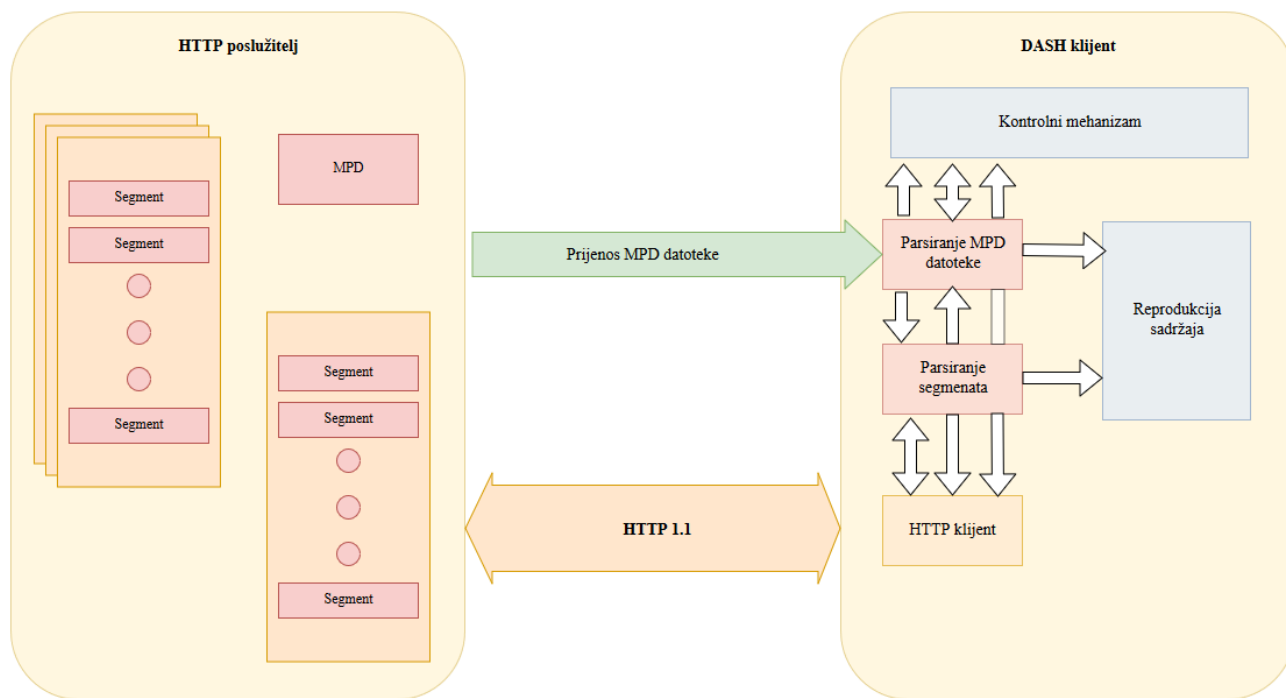 HTTP poslužitelj
Segment
Segment
Segment
MPD
Segment
Segment
Segment
Prijenos MPD datoteke
HTTP 1.1
DASH klijent
Kontrolni mehanizam
Parsiranje MPD
datoteke
Parsiranje
segmenata
Reprodukcija
sadržaja
HTTP klijent